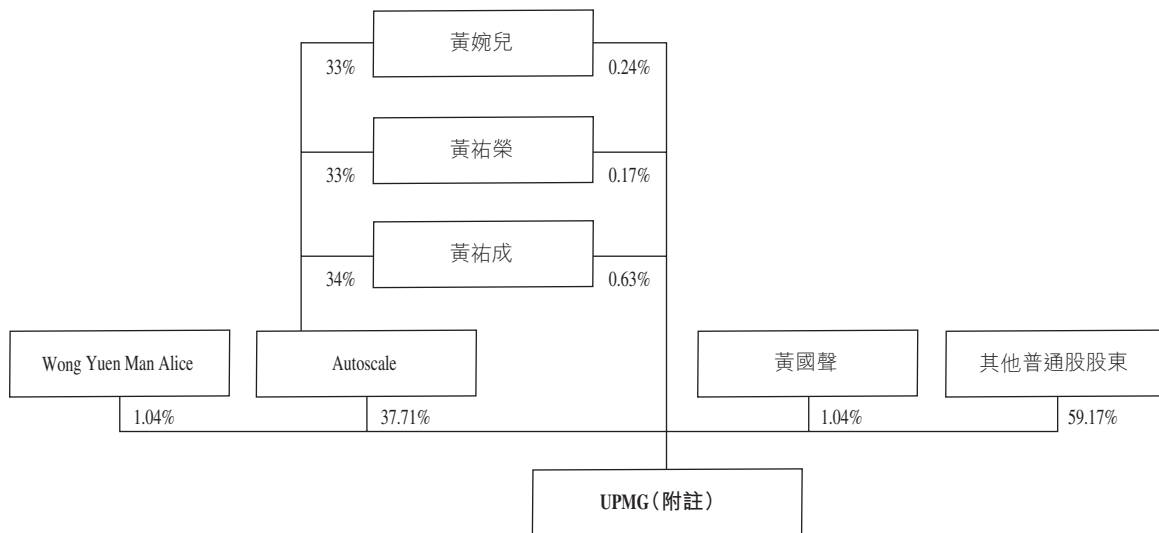 黃婉兒
33%
0.24%
黃祐榮
33%
0.17%
黃祐成
34%
0.63%
Wong Yuen Man Alice
Autoscale
黃國聲
其他普通股股東
1.04%
37.71%
1.04%
59.17%
UPMG（附註）